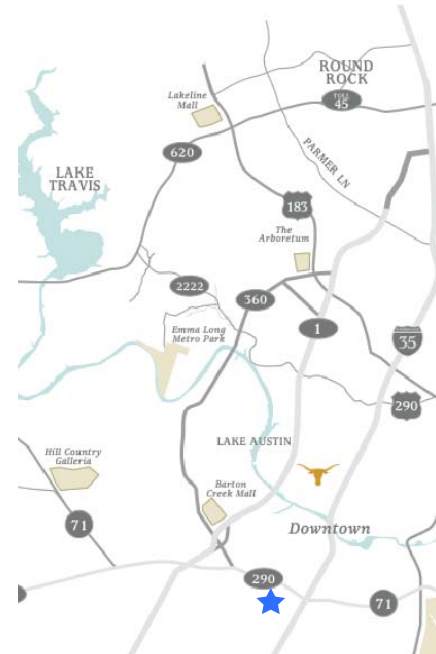 ROUND
ROCK
TOLL
45
Lakeline
Mall
620
PARMER LN
LAKE
TRAVIS
183
The
Arboretum
2222
360
1
35
Emma Long
Metro Park
290
LAKE AUSTIN
Hill Country
Galleria
Barton
Creek Mall
71
Downtown
290
71